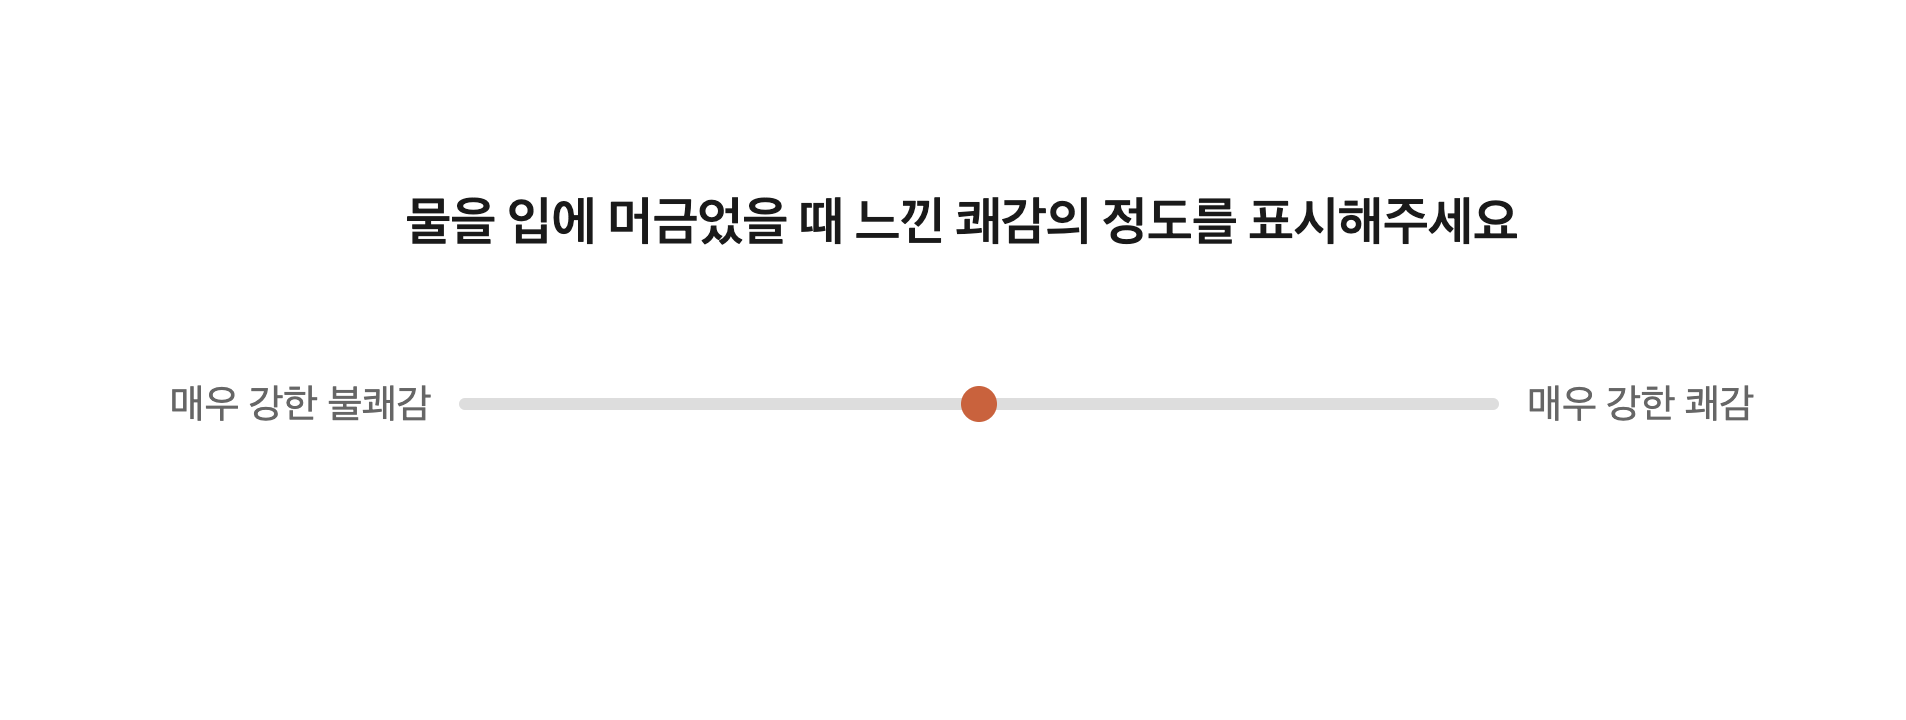 물을 입에 머금었을 때 느낀 쾌감의 정도를 표시해주세요
매우 강한 불쾌감
매우 강한 쾌감